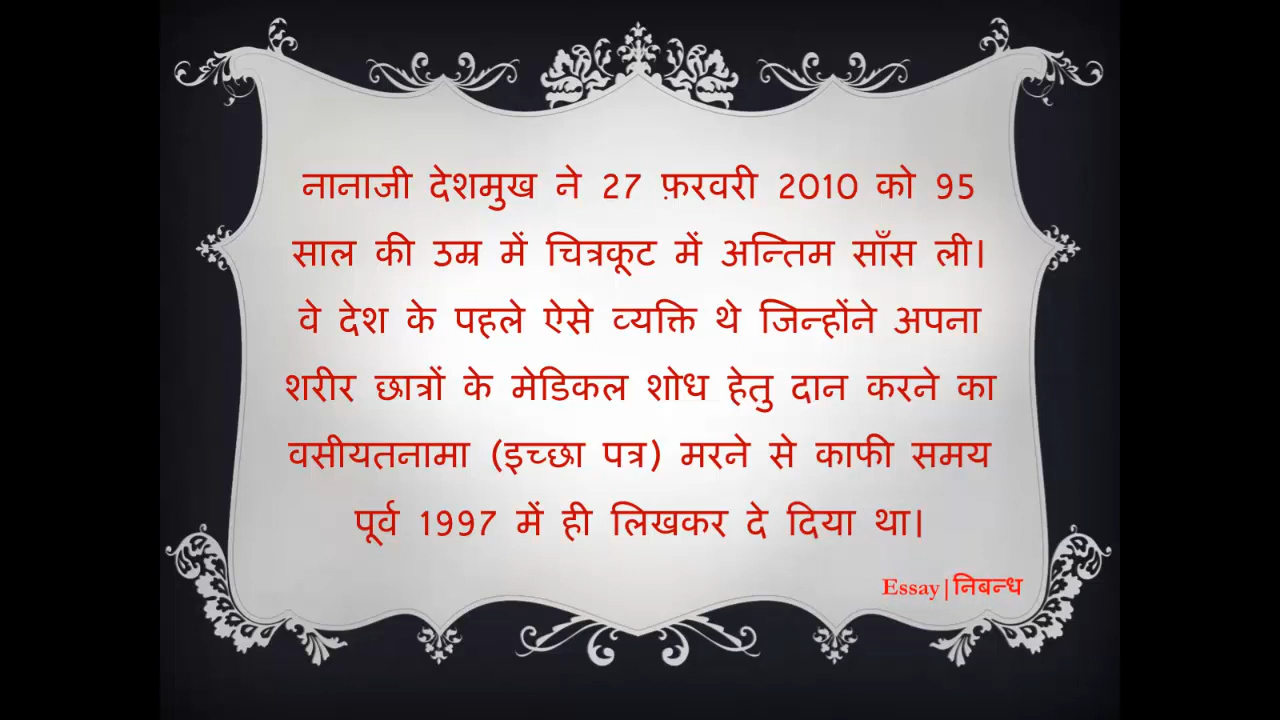 नानाजी देशमुख ने 27 फ़रवरी 2010 को 95
साल की उम्र में चित्रकूट में अन्तिम साँस ली।
वे देश के पहले ऐसे व्यक्ति थे जिन्होंने अपना
शरीर छात्रों के मेडिकल शोध हेतु दान करने का
वसीयतनामा (इच्छा पत्र) मरने से काफी समय
पूर्व 1997 में ही लिखकर दे दिया था।
Essay|निबन्ध